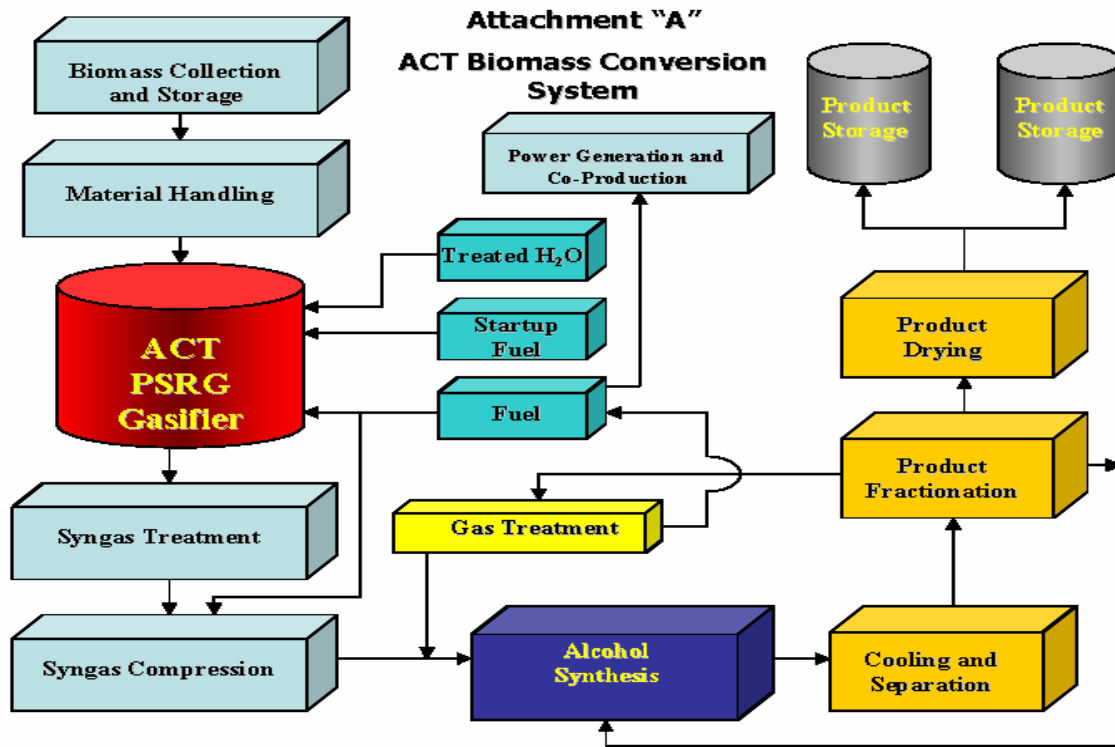 Attachment “A”
ACT Biomass Conversion
System
Biomass Collection
and Storage
Material Handling
ACT
PSRG
Gasifier
Syngas Treatment
Syngas Compression
Power Generation and
Co-Production
Treated H₂O
Startup
Fuel
Fuel
Gas Treatment
Alcohol
Synthesis
Product
Storage
Product
Storage
Product
Drying
Product
Fractionation
Cooling and
Separation